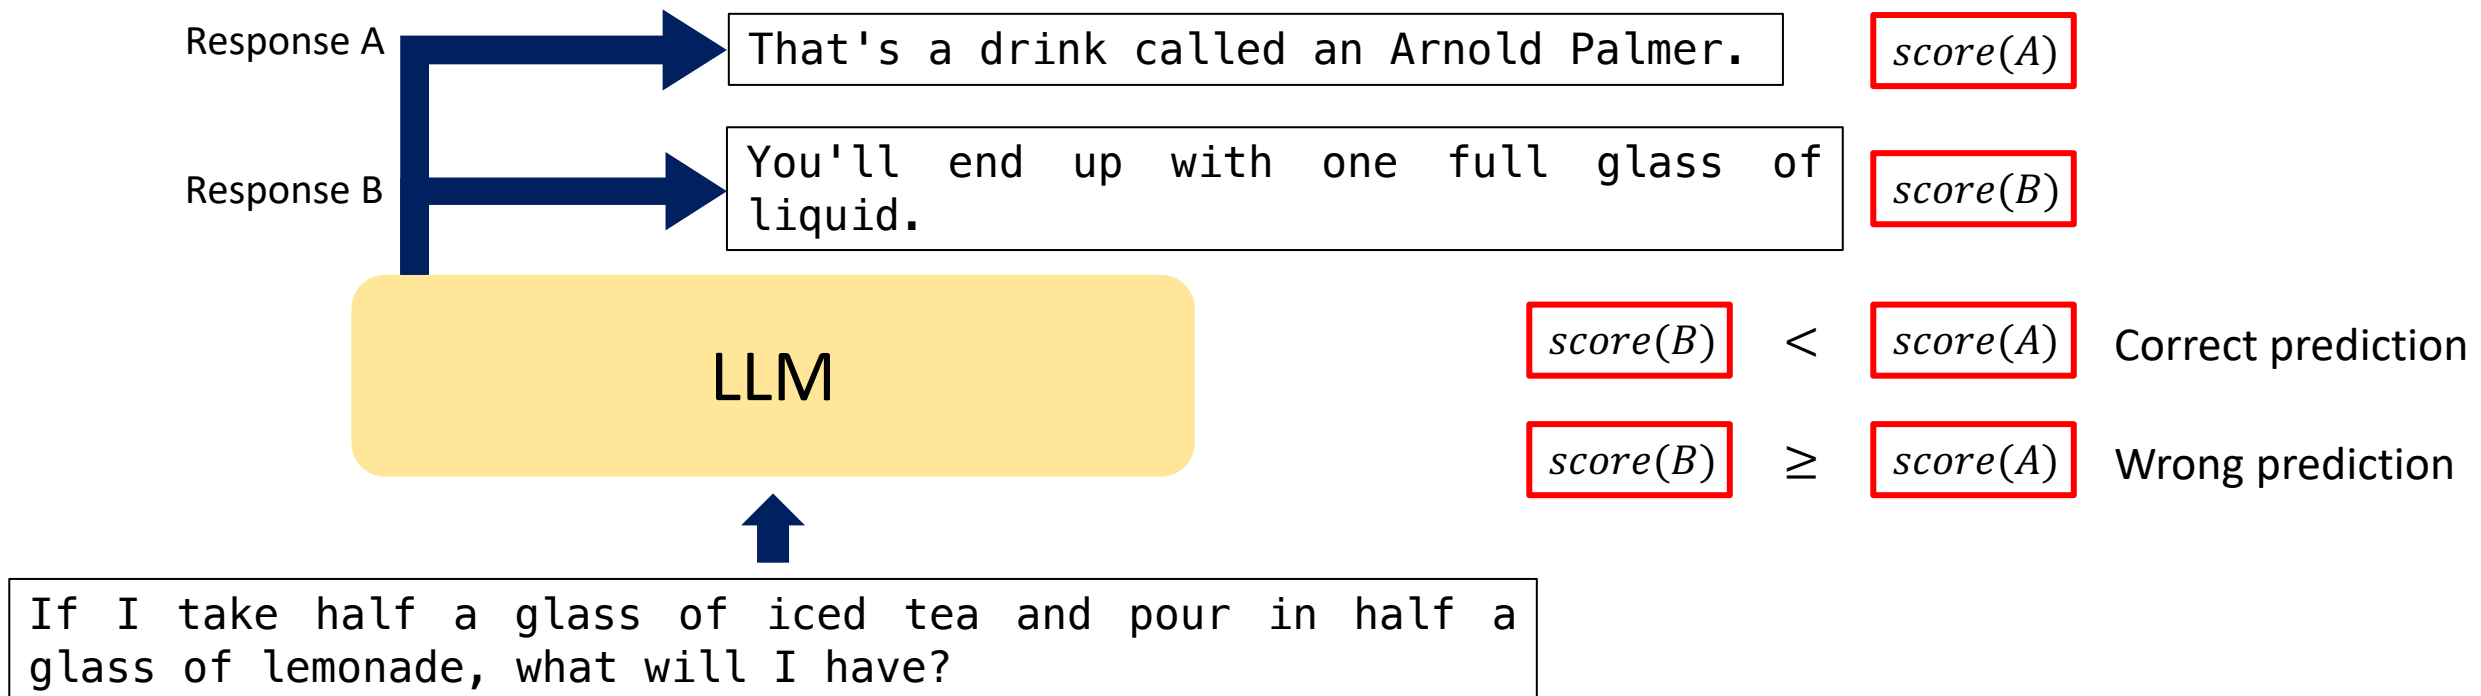 Response A
That's a drink called an Arnold Palmer.
score(A)
Response B
You'll end up with one full glass of
liquid.
score(B)
LLM
score(B) < score(A) Correct prediction
score(B) ≥ score(A) Wrong prediction
If I take half a glass of iced tea and pour in half a
glass of lemonade, what will I have?